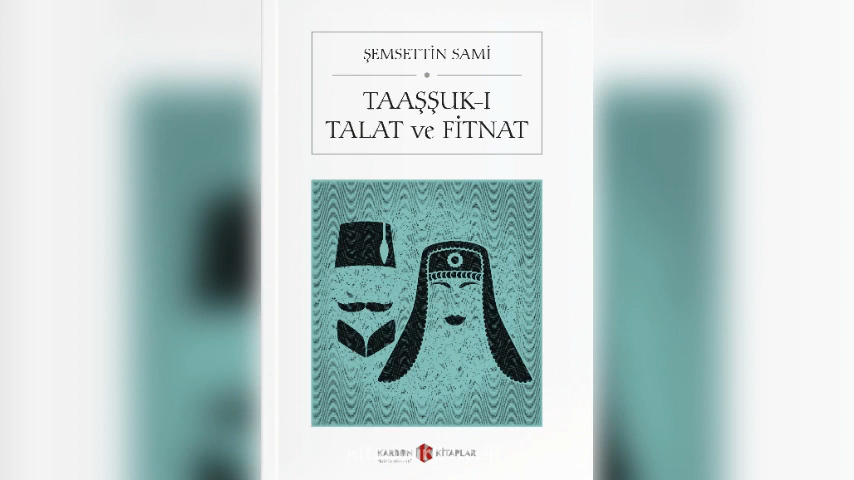 ŞEMSETTİN SAMİ
TAAŞŞUK-I
TALAT ve FİTNAT
KARBON KİTAPLAR